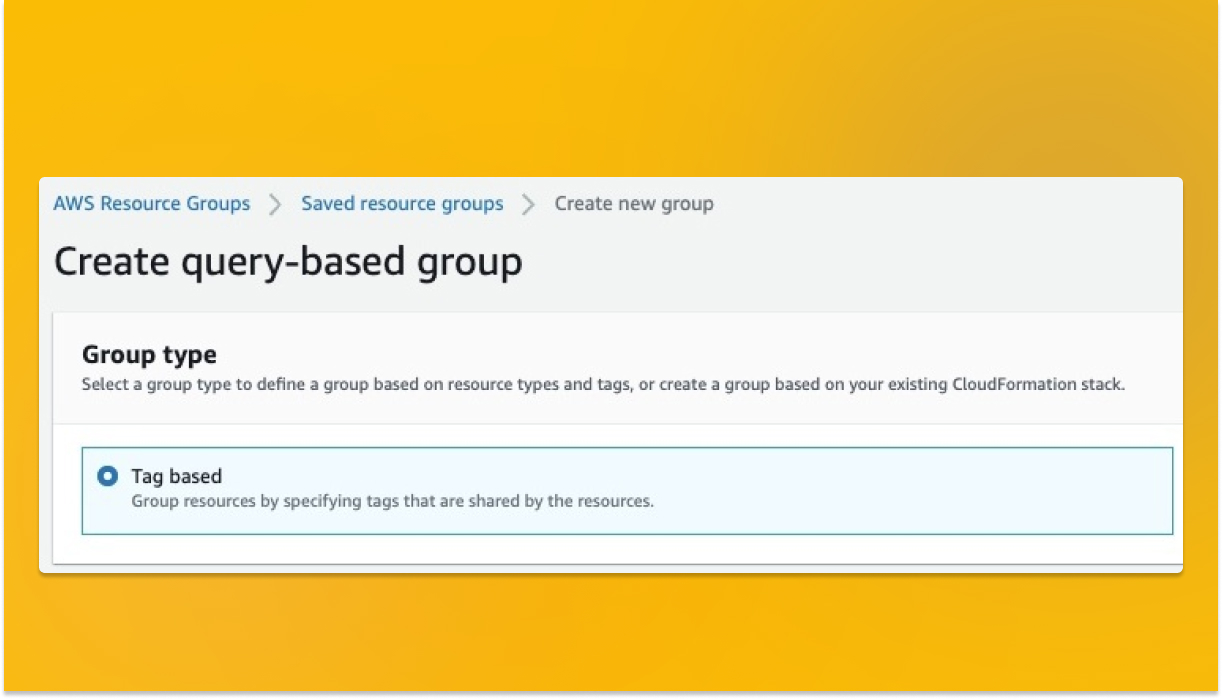 AWS Resource Groups > Saved resource groups > Create new group
Create query-based group
Group type
Select a group type to define a group based on resource types and tags, or create a group based on your existing CloudFormation stack.
Tag based
Group resources by specifying tags that are shared by the resources.